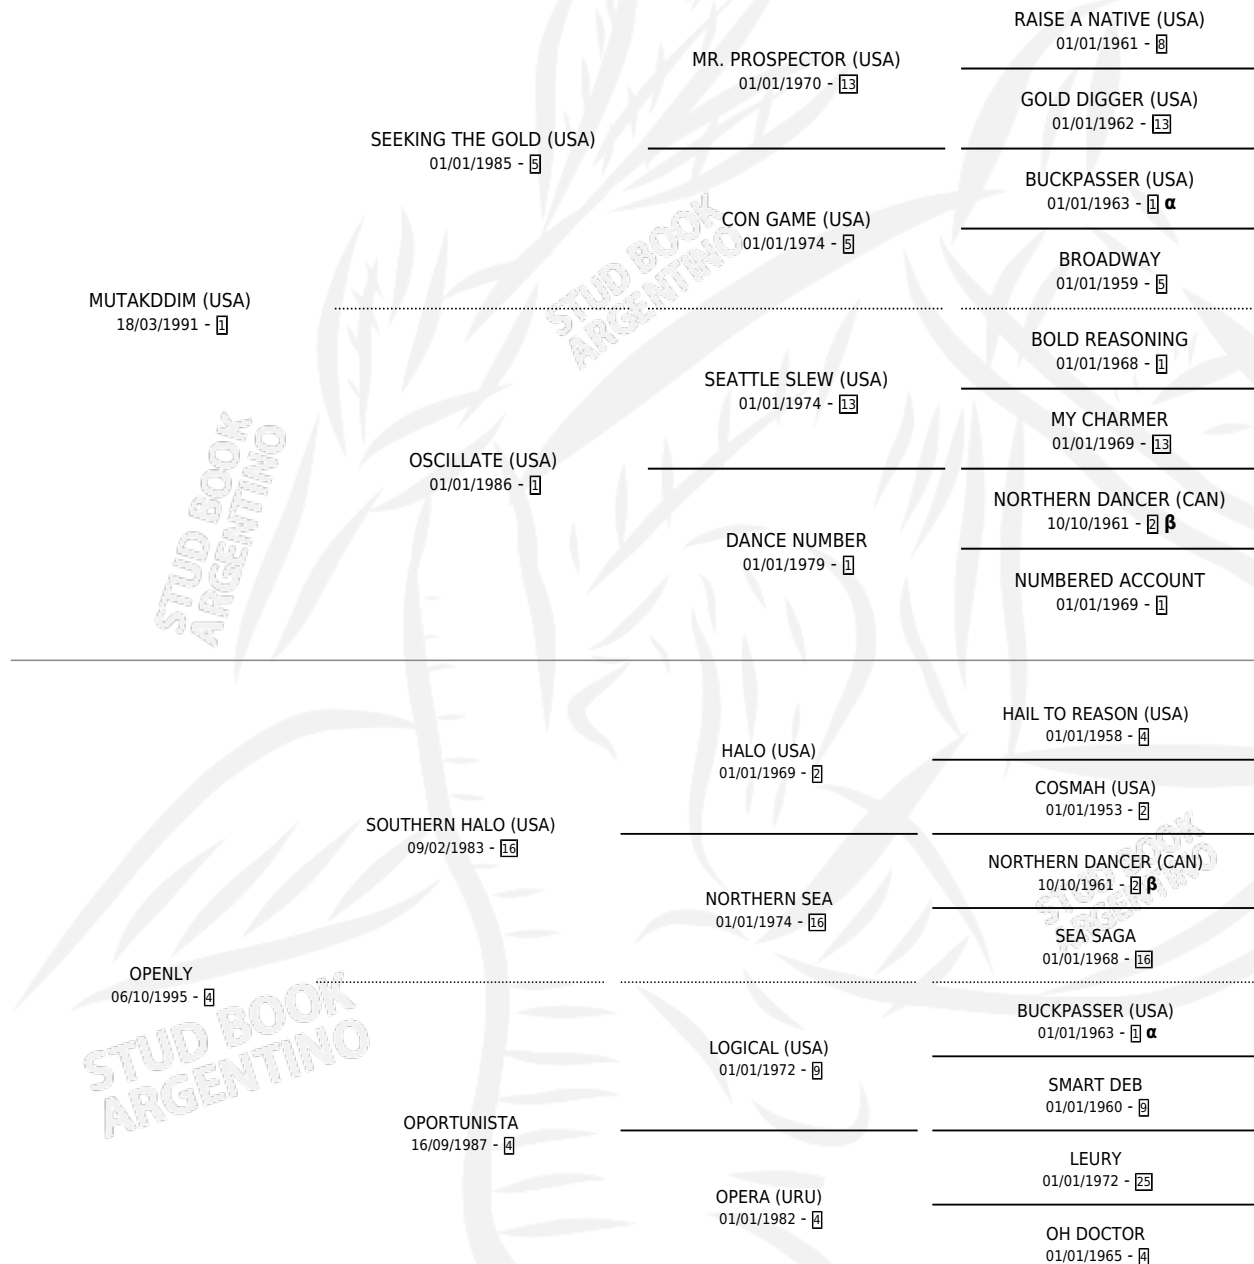 RAISE A NATIVE (USA)
01/01/1961 - 8
MR. PROSPECTOR (USA)
01/01/1970 - 13
GOLD DIGGER (USA)
01/01/1962 - 13
SEEKING THE GOLD (USA)
01/01/1985 - 5
BUCKPASSER (USA)
01/01/1963 - 1 α
CON GAME (USA)
01/01/1974 - 5
BROADWAY
01/01/1959 - 5
MUTAKDDIM (USA)
18/03/1991 - 1
BOLD REASONING
01/01/1968 - 1
SEATTLE SLEW (USA)
01/01/1974 - 13
MY CHARMER
01/01/1969 - 13
OSCILLATE (USA)
01/01/1986 - 1
NORTHERN DANCER (CAN)
10/10/1961 - 2 β
DANCE NUMBER
01/01/1979 - 1
NUMBERED ACCOUNT
01/01/1969 - 1
HAIL TO REASON (USA)
01/01/1958 - 4
HALO (USA)
01/01/1969 - 2
COSMAH (USA)
01/01/1953 - 2
SOUTHERN HALO (USA)
09/02/1983 - 16
NORTHERN DANCER (CAN)
10/10/1961 - 2 β
NORTHERN SEA
01/01/1974 - 16
SEA SAGA
01/01/1968 - 16
OPENLY
06/10/1995 - 4
BUCKPASSER (USA)
01/01/1963 - 1 α
LOGICAL (USA)
01/01/1972 - 9
SMART DEB
01/01/1960 - 9
OPORTUNISTA
16/09/1987 - 4
LEURY
01/01/1972 - 25
OPERA (URU)
01/01/1982 - 4
OH DOCTOR
01/01/1965 - 4
STUD BOOK
ARGENTINO
STUD BOOK
ARGENTINO
STUD BOOK
ARGENTINO
STUD BOOK
ARGENTINO